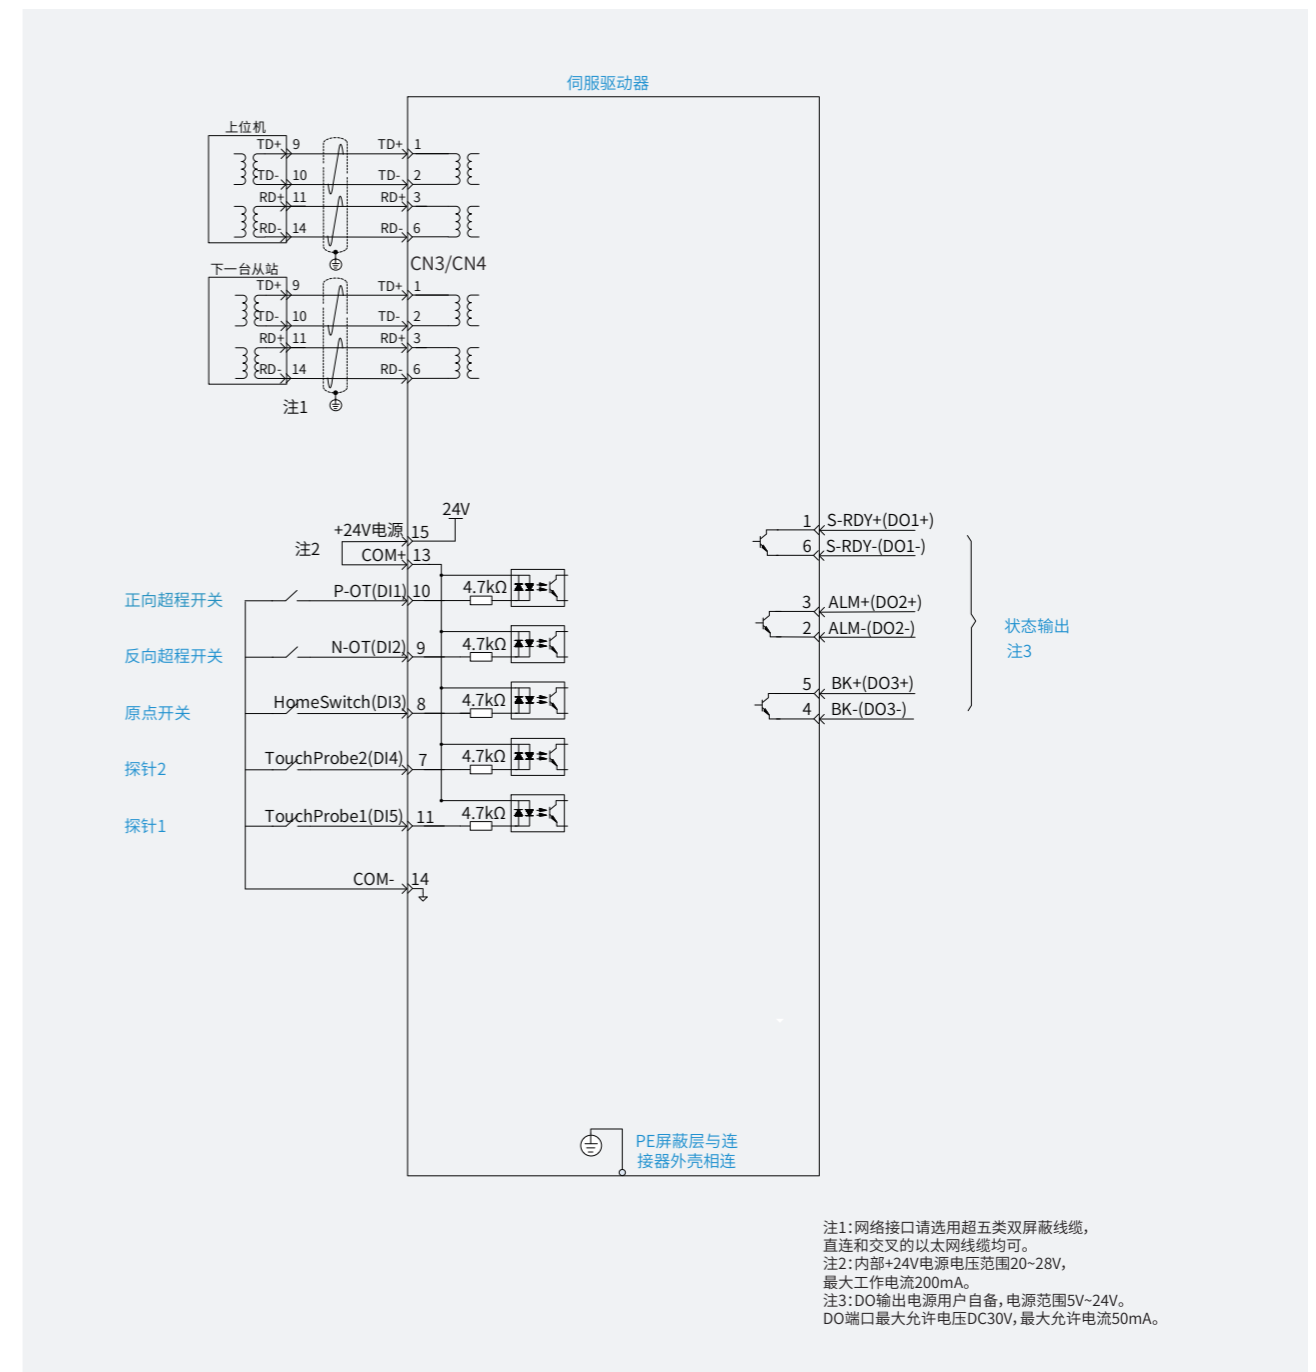 伺服驱动器
上位机
TD+ 9 TD+ 1
TD- 10 TD- 2
RD+ 11 RD+ 3
RD- 14 RD- 6
CN3/CN4
下一台从站
TD+ 9 TD+ 1
TD- 10 TD- 2
RD+ 11 RD+ 3
RD- 14 RD- 6
注1
24V
+24V电源 15
注2
COM+ 13
正向超程开关 P-OT(DI1) 10 4.7kΩ
反向超程开关 N-OT(DI2) 9 4.7kΩ
原点开关 HomeSwitch(DI3) 8 4.7kΩ
探针2 TouchProbe2(DI4) 7 4.7kΩ
探针1 TouchProbe1(DI5) 11 4.7kΩ
COM- 14
1 S-RDY+(DO1+)
6 S-RDY-(DO1-)
3 ALM+(DO2+)
2 ALM-(DO2-)
5 BK+(DO3+)
4 BK-(DO3-)
状态输出
注3
PE屏蔽层与连
接器外壳相连
注1:网络接口请选用超五类双屏蔽线缆，
直连和交叉的以太网线缆均可。
注2:内部+24V电源电压范围20~28V，
最大工作电流200mA。
注3:DO输出电源用户自备，电源范围5V~24V。
DO端口最大允许电压DC30V，最大允许电流50mA。